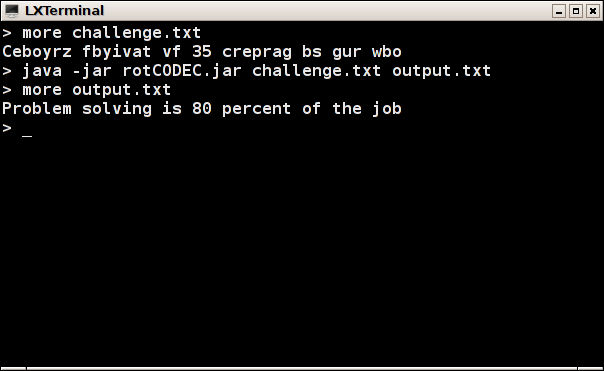 LXTerminal
> more challenge.txt
Ceboyrz fbyivat vf 35 creprag bs gur wbo
> java -jar rotCODEC.jar challenge.txt output.txt
> more output.txt
Problem solving is 80 percent of the job
> _